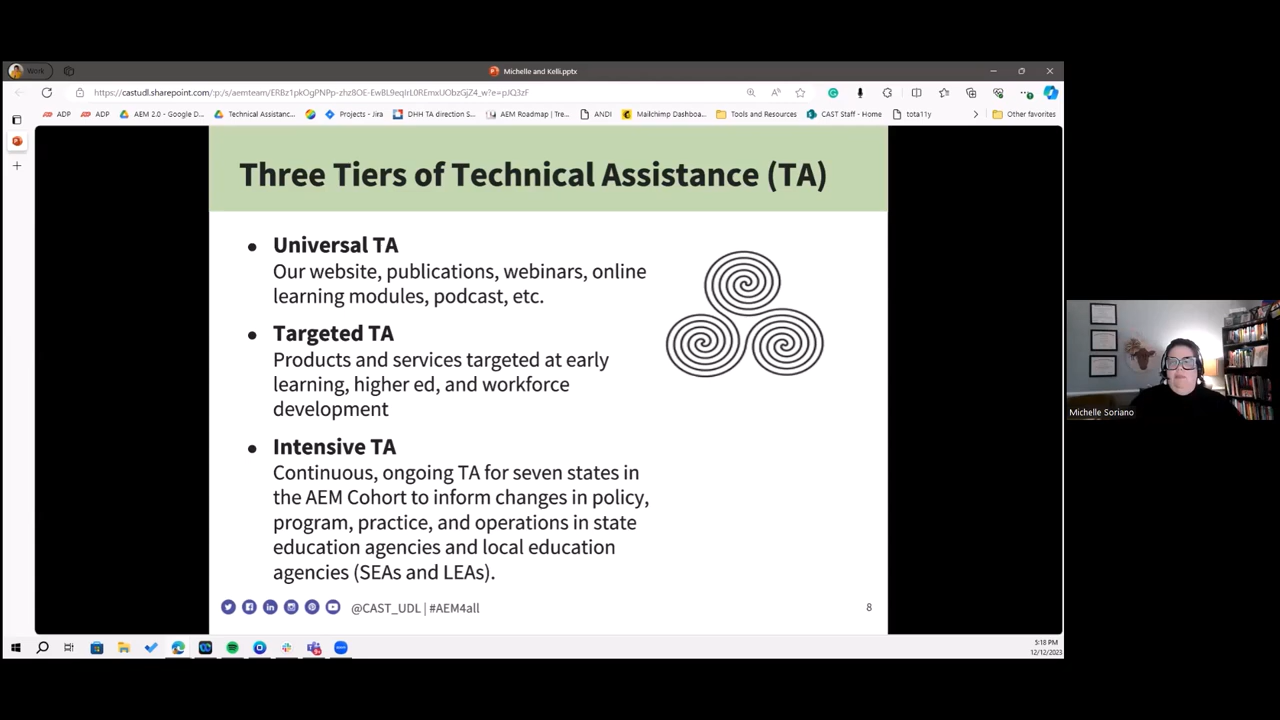 Work
Michelle and Kelli.pptx
ADP
ADP
AEM 2.0 - Google D...
Technical Assistanc...
Projects - Jira
DHH TA direction S...
AEM Roadmap | Tre...
ANDI
Mailchimp Dashboa...
Tools and Resources
CAST Staff - Home
tota11y
Other favorites
Three Tiers of Technical Assistance (TA)
• Universal TA
Our website, publications, webinars, online
learning modules, podcast, etc.
• Targeted TA
Products and services targeted at early
learning, higher ed, and workforce
development
• Intensive TA
Continuous, ongoing TA for seven states in
the AEM Cohort to inform changes in policy,
program, practice, and operations in state
education agencies and local education
agencies (SEAs and LEAs).
@CAST_UDL | #AEM4all
8
Michelle Soriano
5:18 PM
12/12/2023